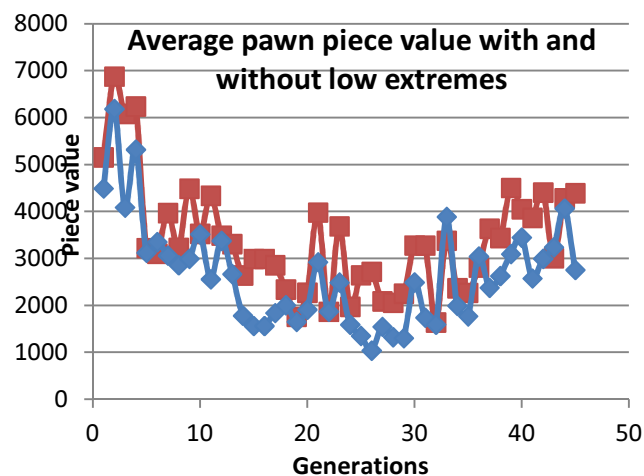 Average pawn piece value with and
without low extremes
8000
7000
6000
5000
4000
3000
2000
1000
0
Piece value
0 10 20 30 40 50
Generations